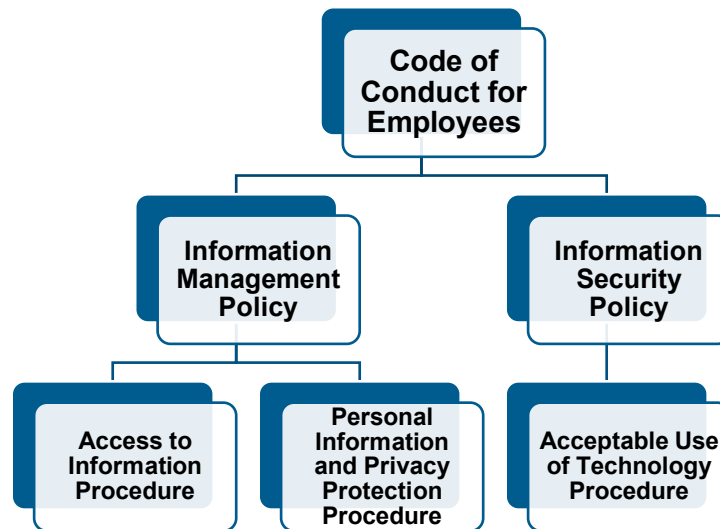 Code of
Conduct for
Employees
Information
Management
Policy
Information
Security
Policy
Access to
Information
Procedure
Personal
Information
and Privacy
Protection
Procedure
Acceptable Use
of Technology
Procedure